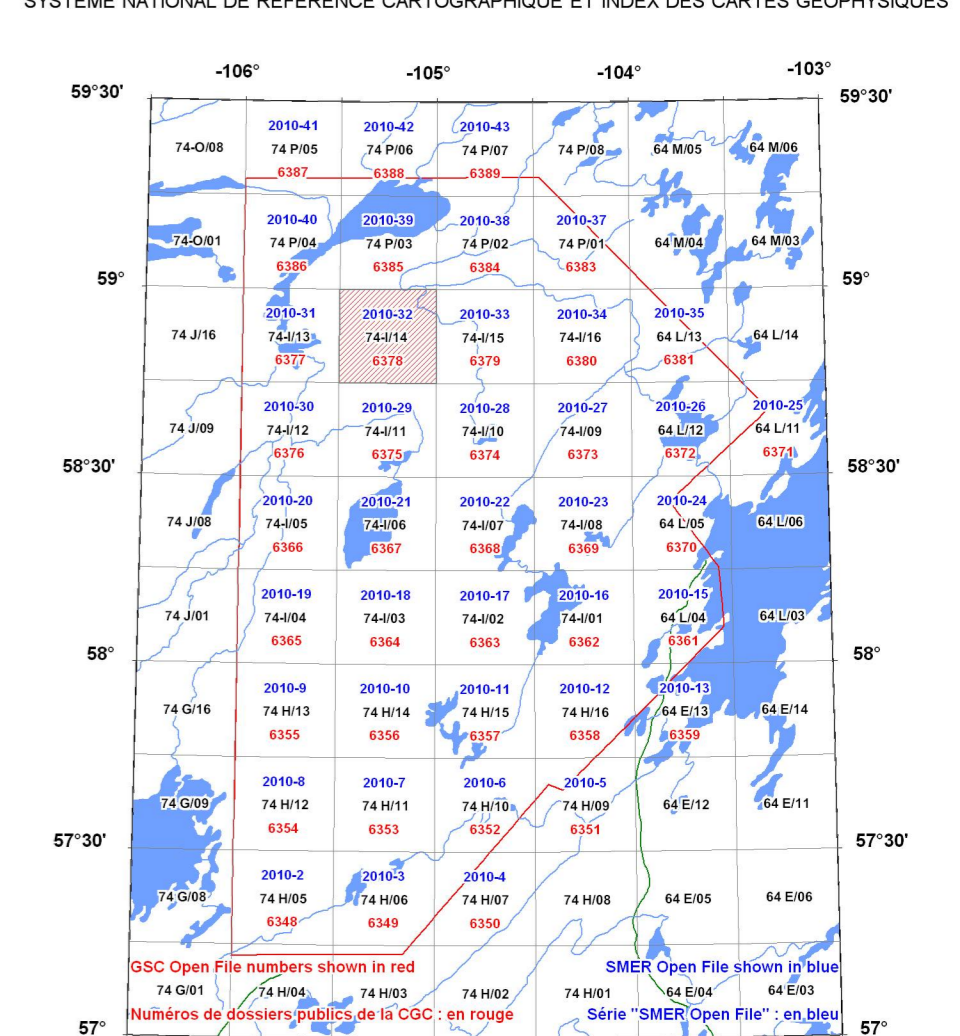 SYSTÈME NATIONAL DE RÉFÉRENCE CARTOGRAPHIQUE ET INDEX DES CARTES GÉOPHYSIQUES
-106° -105° -104° -103°
59°30' 59°30'
2010-41 2010-42 2010-43
74-O/08 74 P/05 74 P/06 74 P/07 74 P/08 64 M/05 64 M/06
6387 6388 6389
2010-40 2010-39 2010-38 2010-37
74-O/01 74 P/04 74 P/03 74 P/02 74 P/01 64 M/04 64 M/03
6386 6385 6384 6383
59° 59°
2010-31 2010-32 2010-33 2010-34 2010-35
74 J/16 74-I/13 74-I/14 74-I/15 74-I/16 64 L/13 64 L/14
6377 6378 6379 6380 6381
2010-30 2010-29 2010-28 2010-27 2010-26 2010-25
74 J/09 74-I/12 74-I/11 74-I/10 74-I/09 64 L/12 64 L/11
6376 6375 6374 6373 6372 6371
58°30' 58°30'
2010-20 2010-21 2010-22 2010-23 2010-24
74 J/08 74-I/05 74-I/06 74-I/07 74-I/08 64 L/05 64 L/06
6366 6367 6368 6369 6370
2010-19 2010-18 2010-17 2010-16 2010-15
74 J/01 74-I/04 74-I/03 74-I/02 74-I/01 64 L/04 64 L/03
6365 6364 6363 6362 6361
58° 58°
2010-9 2010-10 2010-11 2010-12 2010-13
74 G/16 74 H/13 74 H/14 74 H/15 74 H/16 64 E/13 64 E/14
6355 6356 6357 6358 6359
2010-8 2010-7 2010-6 2010-5
74 G/09 74 H/12 74 H/11 74 H/10 74 H/09 64 E/12 64 E/11
6354 6353 6352 6351
57°30' 57°30'
2010-2 2010-3 2010-4
74 G/08 74 H/05 74 H/06 74 H/07 74 H/08 64 E/05 64 E/06
6348 6349 6350
GSC Open File numbers shown in red SMER Open File shown in blue
74 G/01 74 H/04 74 H/03 74 H/02 74 H/01 64 E/04 64 E/03
Numéros de dossiers publics de la CGC : en rouge Série "SMER Open File" : en bleu
57° 57°